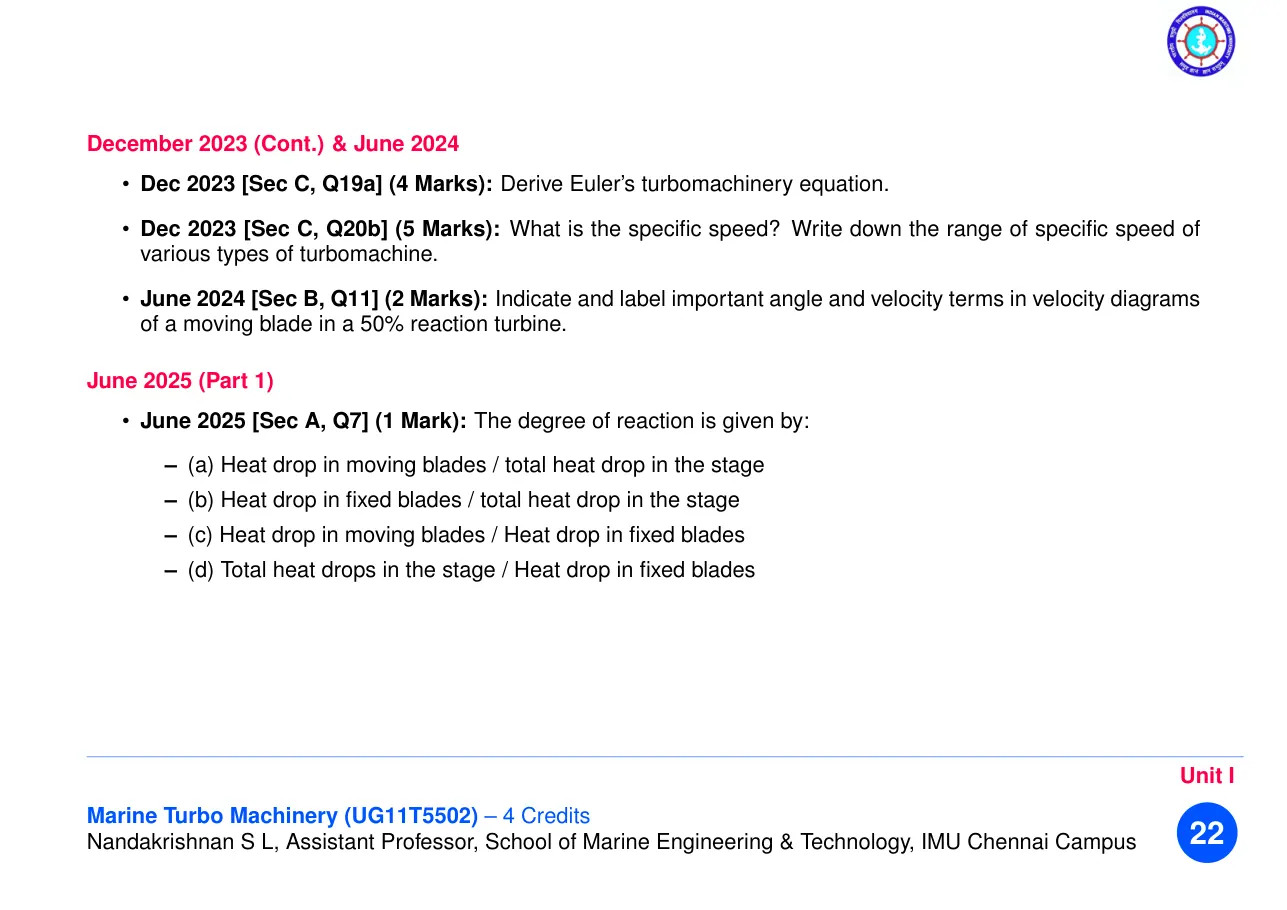 December 2023 (Cont.) & June 2024
• Dec 2023 [Sec C, Q19a] (4 Marks): Derive Euler’s turbomachinery equation.
• Dec 2023 [Sec C, Q20b] (5 Marks): What is the specific speed? Write down the range of specific speed of
various types of turbomachine.
• June 2024 [Sec B, Q11] (2 Marks): Indicate and label important angle and velocity terms in velocity diagrams
of a moving blade in a 50% reaction turbine.
June 2025 (Part 1)
• June 2025 [Sec A, Q7] (1 Mark): The degree of reaction is given by:
– (a) Heat drop in moving blades / total heat drop in the stage
– (b) Heat drop in fixed blades / total heat drop in the stage
– (c) Heat drop in moving blades / Heat drop in fixed blades
– (d) Total heat drops in the stage / Heat drop in fixed blades
Unit I
Marine Turbo Machinery (UG11T5502) – 4 Credits
Nandakrishnan S L, Assistant Professor, School of Marine Engineering & Technology, IMU Chennai Campus
22